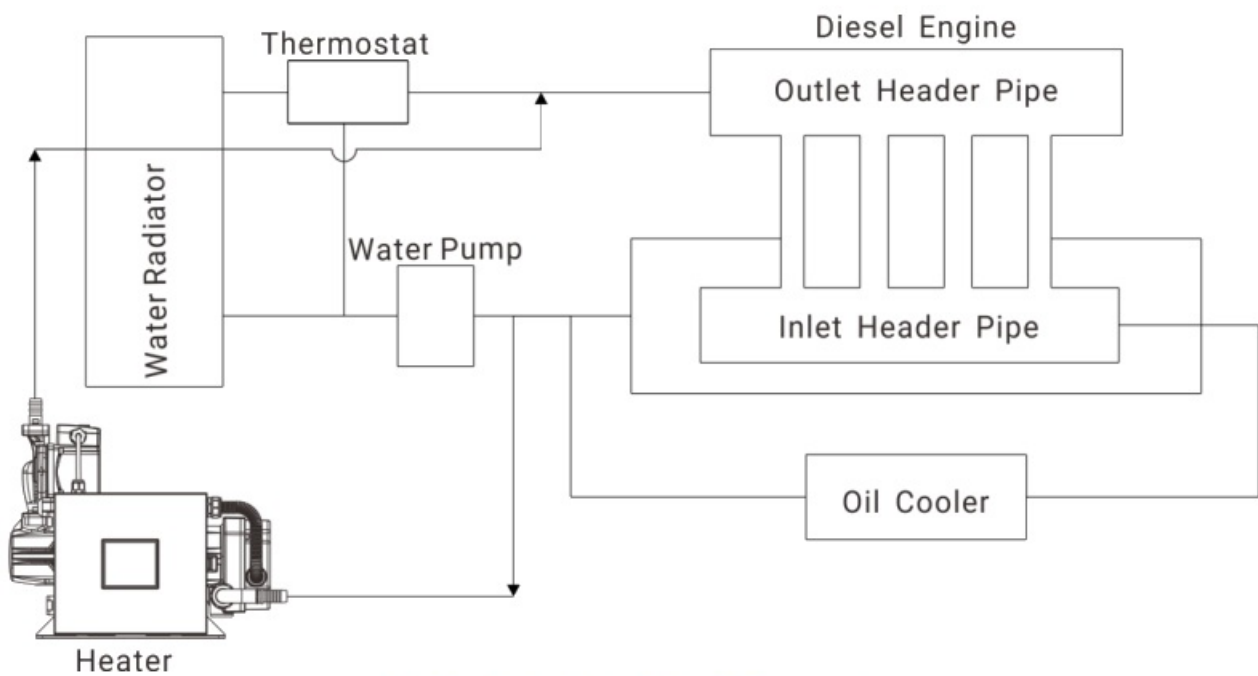 Diesel Engine
Thermostat
Outlet Header Pipe
Water Radiator
Water Pump
Inlet Header Pipe
Oil Cooler
Heater